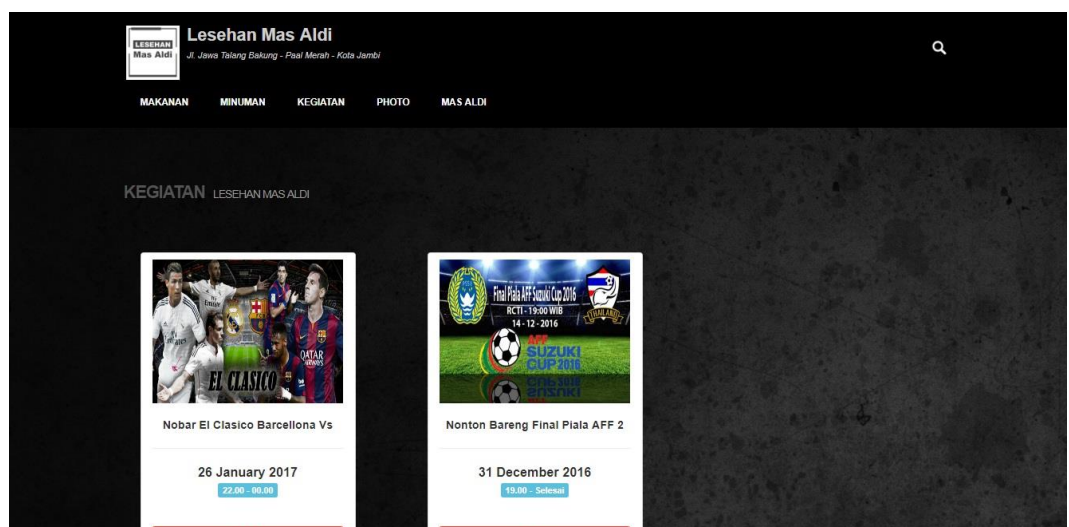 LESEHAN
Mas Aldi
Lesehan Mas Aldi
Jl. Jawa Talang Bakung - Paal Merah - Kota Jambi
MAKANAN MINUMAN KEGIATAN PHOTO MAS ALDI
KEGIATAN LESEHAN MAS ALDI
QATAR
AIRWAYS
EL CLASICO
Nobar El Clasico Barcellona Vs
26 January 2017
22.00 - 00.00
Final Piala AFF Suzuki Cup 2016
RCTI - 19:00 WIB
14 - 12 - 2016
THAILAND
AFF
SUZUKI
CUP 2016
Nonton Bareng Final Piala AFF 2
31 December 2016
19.00 - Selesai